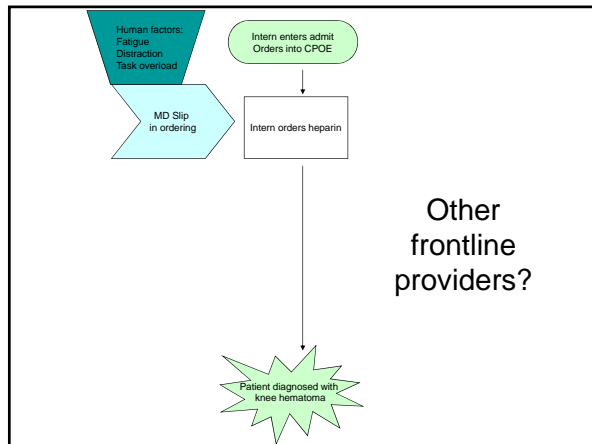 Human factors:
Fatigue
Distraction
Task overload
Intern enters admit
Orders into CPOE
MD Slip
in ordering
Intern orders heparin
Other
frontline
providers?
Patient diagnosed with
knee hematoma